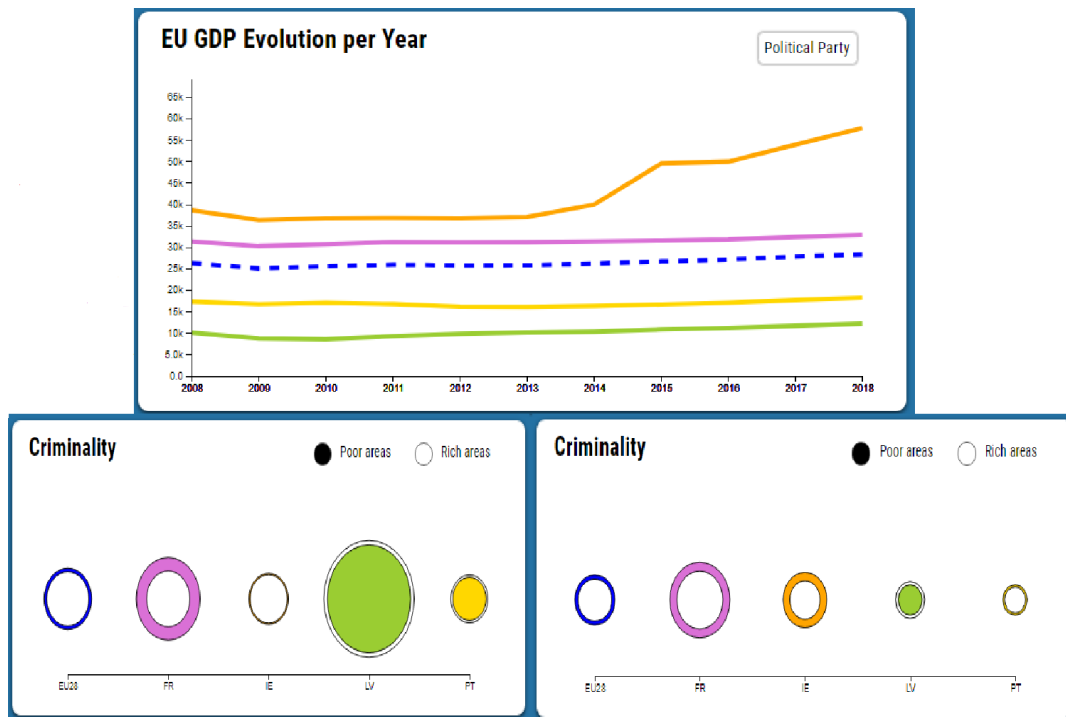 EU GDP Evolution per Year
Political Party
65k
60k
55k
50k
45k
40k
35k
30k
25k
20k
15k
10k
5.0k
0.0
2008 2009 2010 2011 2012 2013 2014 2015 2016 2017 2018
Criminality
Poor areas Rich areas
EU28 FR IE LV PT
Criminality
Poor areas Rich areas
EU28 FR IE LV PT